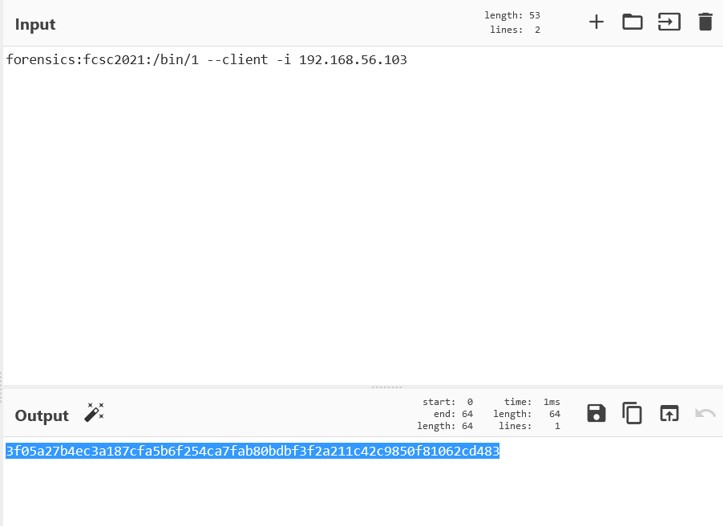 Input
length: 53
lines: 2
forensics:fcsc2021:/bin/1 --client -i 192.168.56.103
Output
start: 0
end: 64
length: 64
time: 1ms
length: 64
lines: 1
3f05a27b4ec3a187cfa5b6f254ca7fab80bdbf3f2a211c42c9850f81062cd483